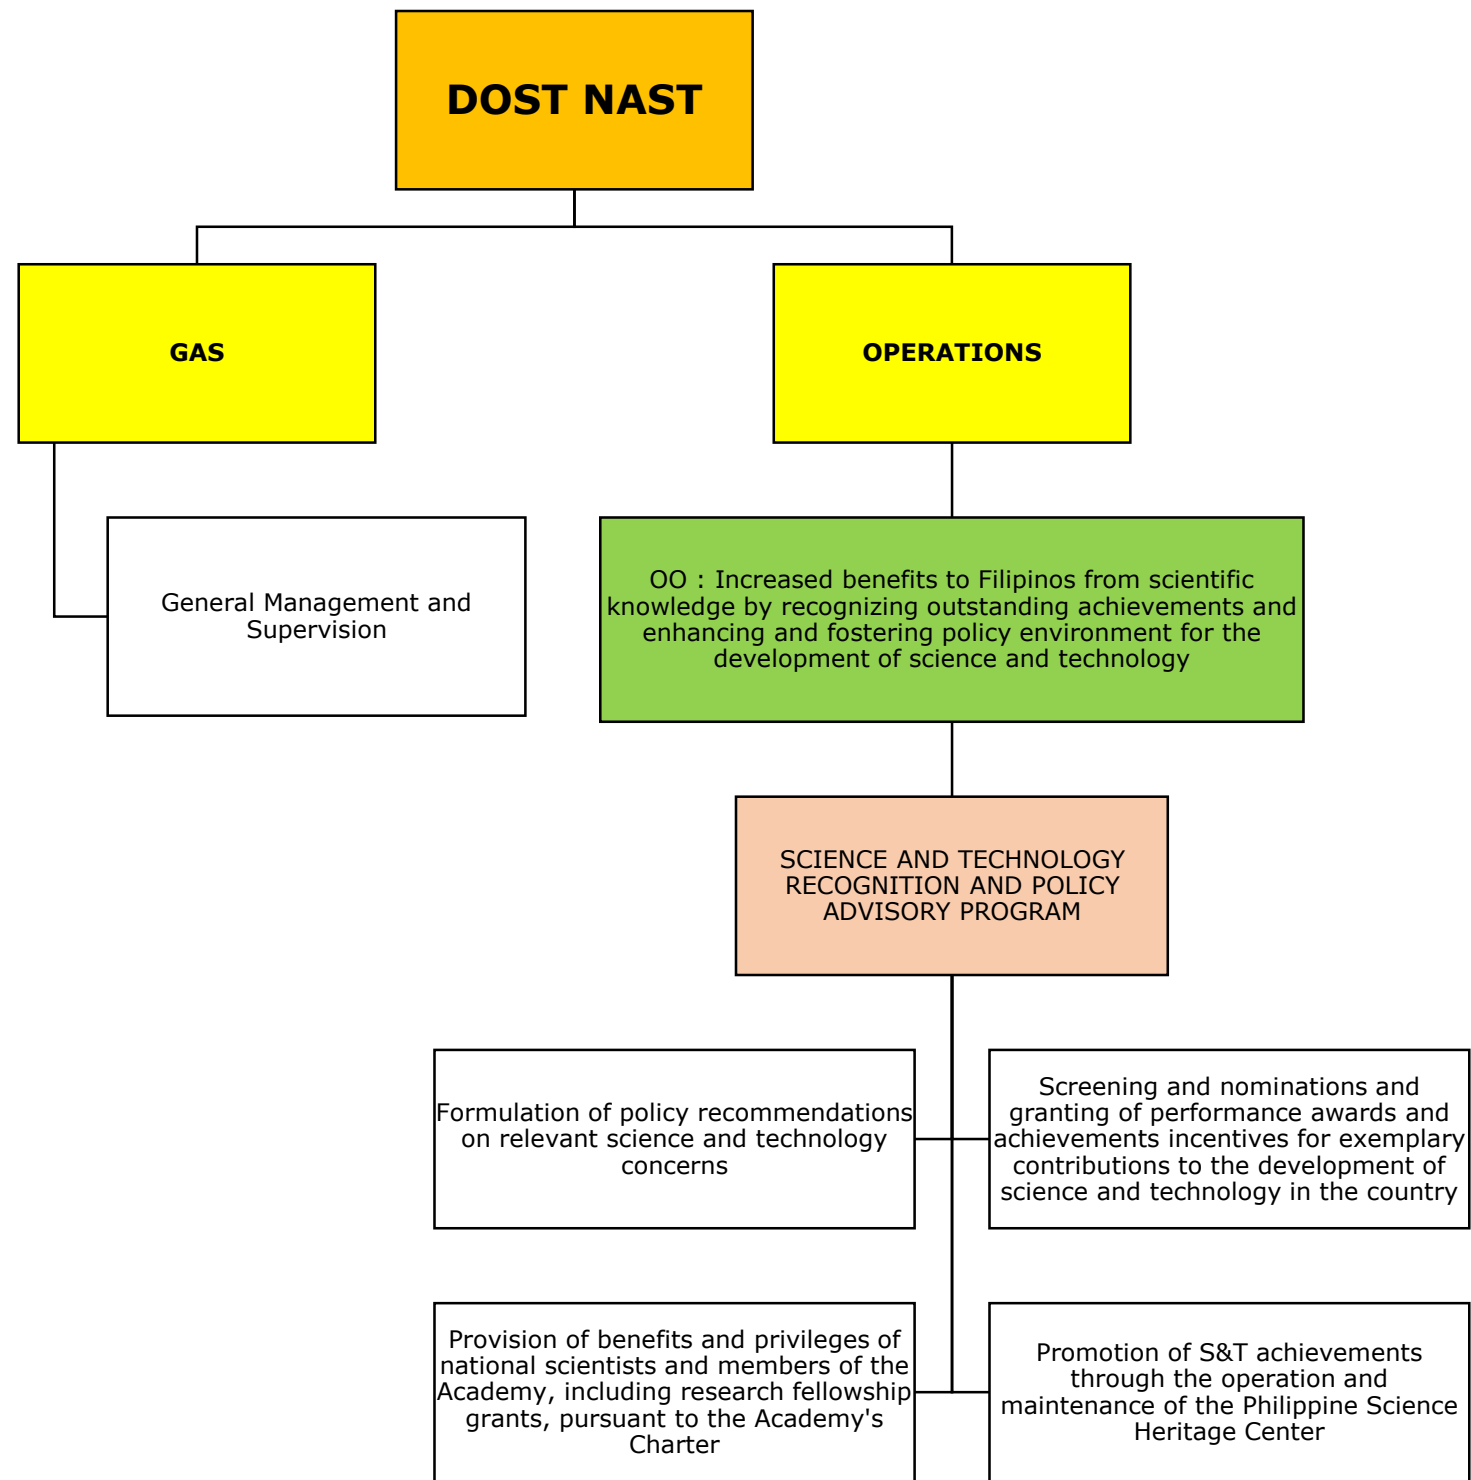 DOST NAST
GAS
OPERATIONS
General Management and
Supervision
OO : Increased benefits to Filipinos from scientific
knowledge by recognizing outstanding achievements and
enhancing and fostering policy environment for the
development of science and technology
SCIENCE AND TECHNOLOGY
RECOGNITION AND POLICY
ADVISORY PROGRAM
Formulation of policy recommendations
on relevant science and technology
concerns
Screening and nominations and
granting of performance awards and
achievements incentives for exemplary
contributions to the development of
science and technology in the country
Provision of benefits and privileges of
national scientists and members of the
Academy, including research fellowship
grants, pursuant to the Academy's
Charter
Promotion of S&T achievements
through the operation and
maintenance of the Philippine Science
Heritage Center